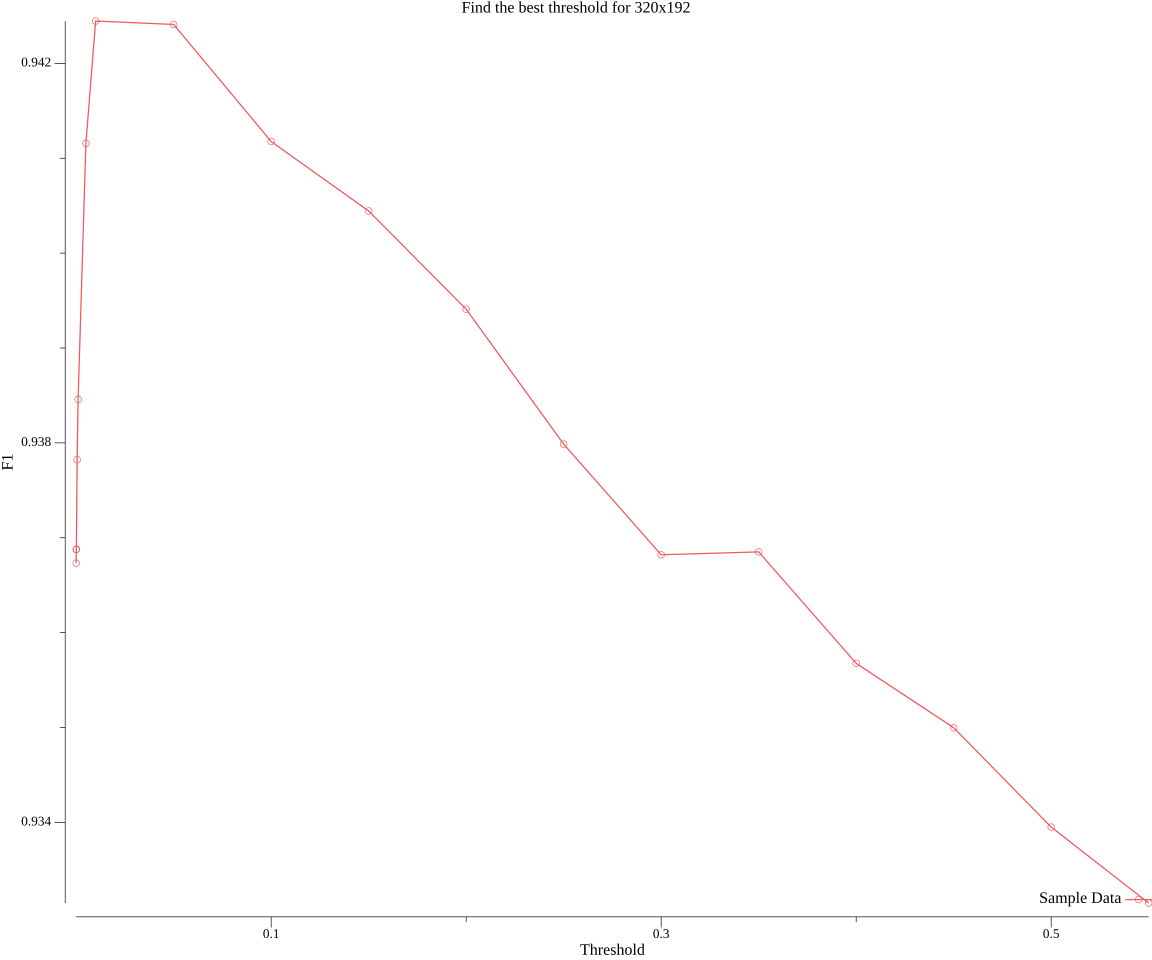 Find the best threshold for 320x192
0.942
0.938
F1
0.934
Sample Data
0.1
0.3
0.5
Threshold